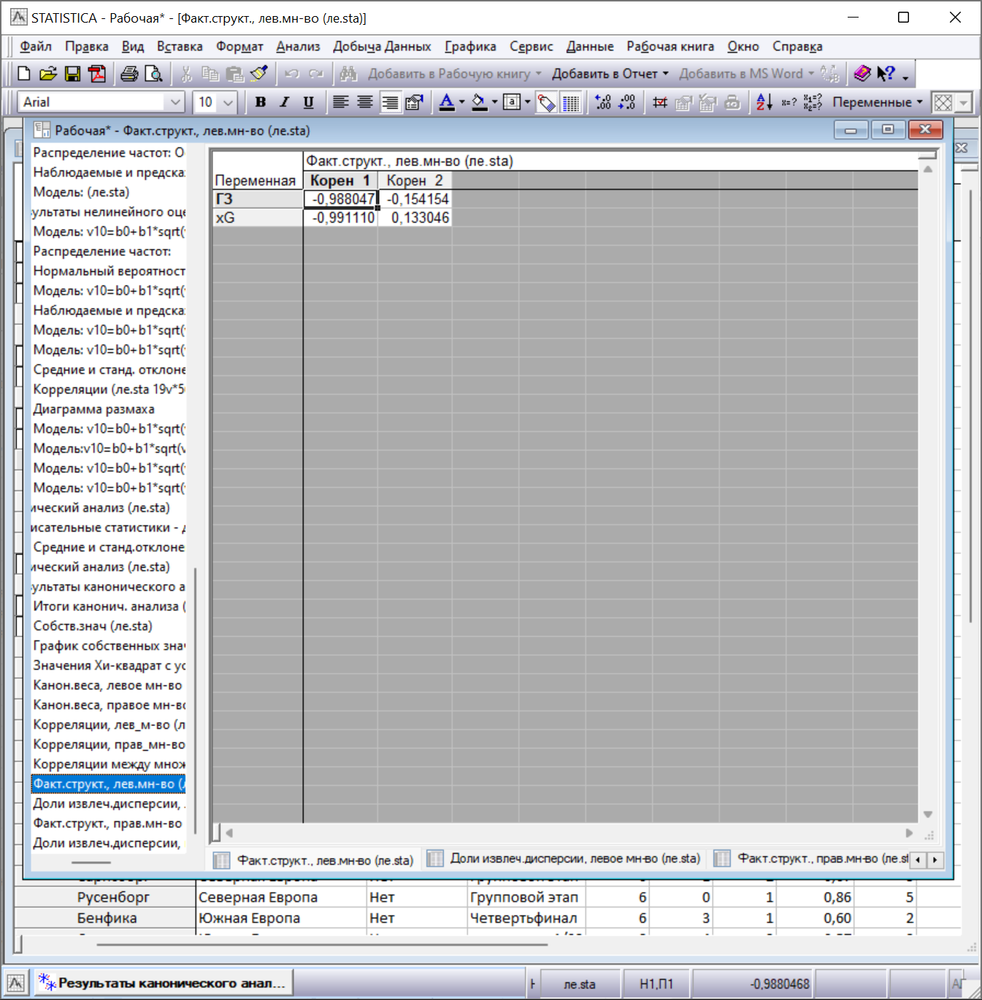 STATISTICA - Рабочая* - [Факт.структ., лев.мн-во (ле.sta)]
Файл Правка Вид Вставка Формат Анализ Добыча Данных Графика Сервис Данные Рабочая книга Окно Справка
Добавить в Рабочую книгу Добавить в Отчет Добавить в MS Word
Arial 10 B I U Переменные
Рабочая* - Факт.структ., лев.мн-во (ле.sta)
Распределение частот: О
Наблюдаемые и предска
Модель: (ле.sta)
ультаты нелинейного оце
Модель: v10=b0+b1*sqrt(
Распределение частот:
Нормальный вероятност
Модель: v10=b0+b1*sqrt(
Наблюдаемые и предска
Модель: v10=b0+b1*sqrt(
Модель: v10=b0+b1*sqrt(
Средние и станд. отклоне
Корреляции (ле.sta 19v*5
Диаграмма размаха
Модель: v10=b0+b1*sqrt(
Модель:v10=b0+b1*sqrt(v
Модель: v10=b0+b1*sqrt(
Модель: v10=b0+b1*sqrt(
ический анализ (ле.sta)
исательные статистики - д
Средние и станд.отклоне
ический анализ (ле.sta)
ультаты канонического а
Итоги канонич. анализа (
Собств.знач (ле.sta)
График собственных знач
Значения Хи-квадрат с ус
Канон.веса, левое мн-во
Канон.веса, правое мн-во
Корреляции, лев_м-во (л
Корреляции, прав_мн-во
Корреляции между множ
Факт.структ., лев.мн-во (л
Доли извлеч.дисперсии,
Факт.структ., прав.мн-во
Доли извлеч.дисперсии,
Факт.структ., лев.мн-во (ле.sta)
Переменная Корен 1 Корен 2
ГЗ -0,988047 -0,154154
xG -0,991110 0,133046
Факт.структ., лев.мн-во (ле.sta) Доли извлеч.дисперсии, левое мн-во (ле.sta) Факт.структ., прав.мн-во (ле.st
Русенборг Северная Европа Нет Групповой этап 6 0 1 0,86 5
Бенфика Южная Европа Нет Четвертьфинал 6 3 1 0,60 2
Результаты канонического анал... ле.sta Н1,П1 -0,9880468